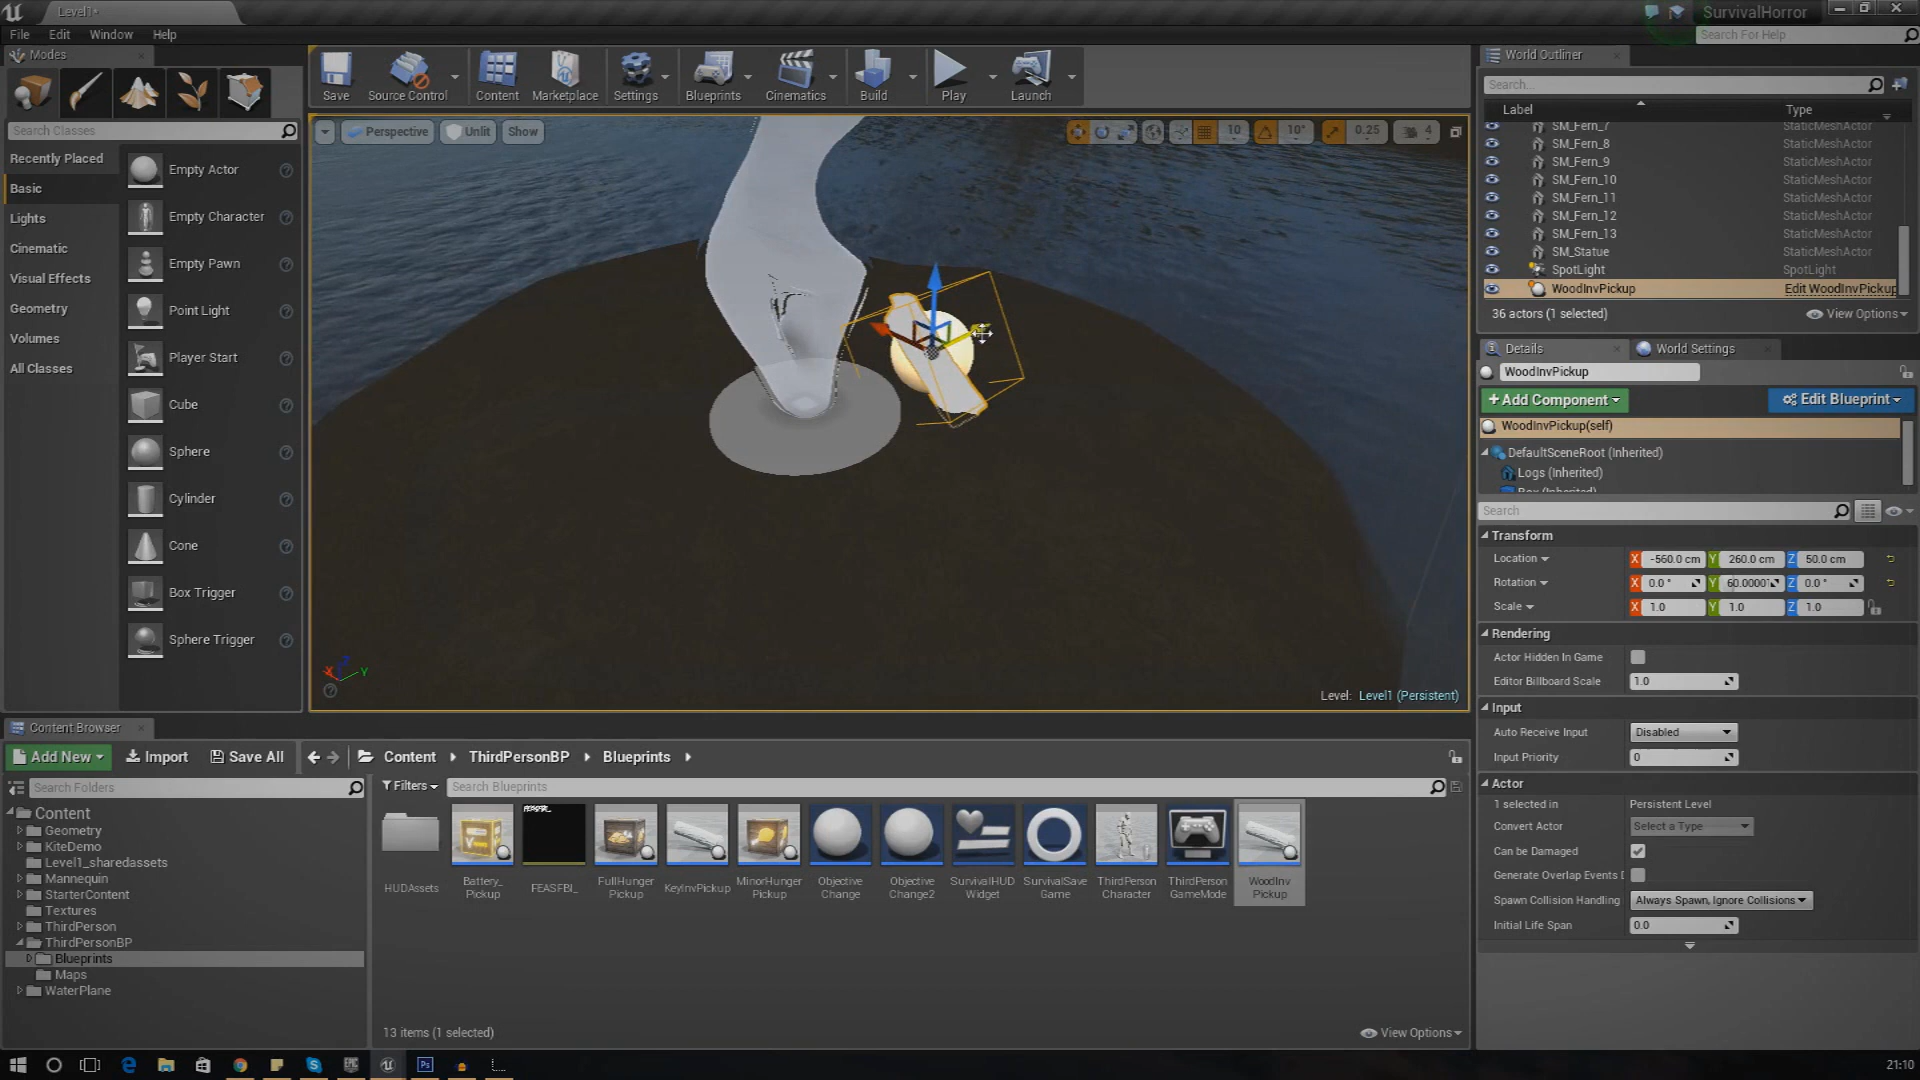 Level1*
SurvivalHorror
File Edit Window Help
Search For Help
Modes
Save
Source Control
Content
Marketplace
Settings
Blueprints
Cinematics
Build
Play
Launch
Search Classes
Recently Placed
Basic
Lights
Cinematic
Visual Effects
Geometry
Volumes
All Classes
Empty Actor
Empty Character
Empty Pawn
Point Light
Player Start
Cube
Sphere
Cylinder
Cone
Box Trigger
Sphere Trigger
Perspective Unlit Show
10 10° 0.25 4
Level: Level1 (Persistent)
World Outliner
Search...
Label Type
SM_Fern_7 StaticMeshActor
SM_Fern_8 StaticMeshActor
SM_Fern_9 StaticMeshActor
SM_Fern_10 StaticMeshActor
SM_Fern_11 StaticMeshActor
SM_Fern_12 StaticMeshActor
SM_Fern_13 StaticMeshActor
SM_Statue StaticMeshActor
SpotLight SpotLight
WoodInvPickup Edit WoodInvPickup
36 actors (1 selected) View Options
Details World Settings
WoodInvPickup
+Add Component Edit Blueprint
WoodInvPickup(self)
DefaultSceneRoot (Inherited)
Logs (Inherited)
Box (Inherited)
Search
Transform
Location X -560.0 cm Y 260.0 cm Z 50.0 cm
Rotation X 0.0 ° Y 60.00001 Z 0.0 °
Scale X 1.0 Y 1.0 Z 1.0
Rendering
Actor Hidden In Game
Editor Billboard Scale 1.0
Input
Auto Receive Input Disabled
Input Priority 0
Actor
1 selected in Persistent Level
Convert Actor Select a Type
Can be Damaged
Generate Overlap Events D
Spawn Collision Handling Always Spawn, Ignore Collisions
Initial Life Span 0.0
Content Browser
Add New Import Save All Content ThirdPersonBP Blueprints
Search Folders
Filters Search Blueprints
Content
Geometry
KiteDemo
Level1_sharedassets
Mannequin
StarterContent
Textures
ThirdPerson
ThirdPersonBP
Blueprints
Maps
WaterPlane
HUDAssets
Battery_
Pickup
FEASFBI_
FullHunger
Pickup
KeyInvPickup
MinorHunger
Pickup
Objective
Change
Objective
Change2
SurvivalHUD
Widget
SurvivalSave
Game
ThirdPerson
Character
ThirdPerson
GameMode
WoodInv
Pickup
13 items (1 selected) View Options
21:10